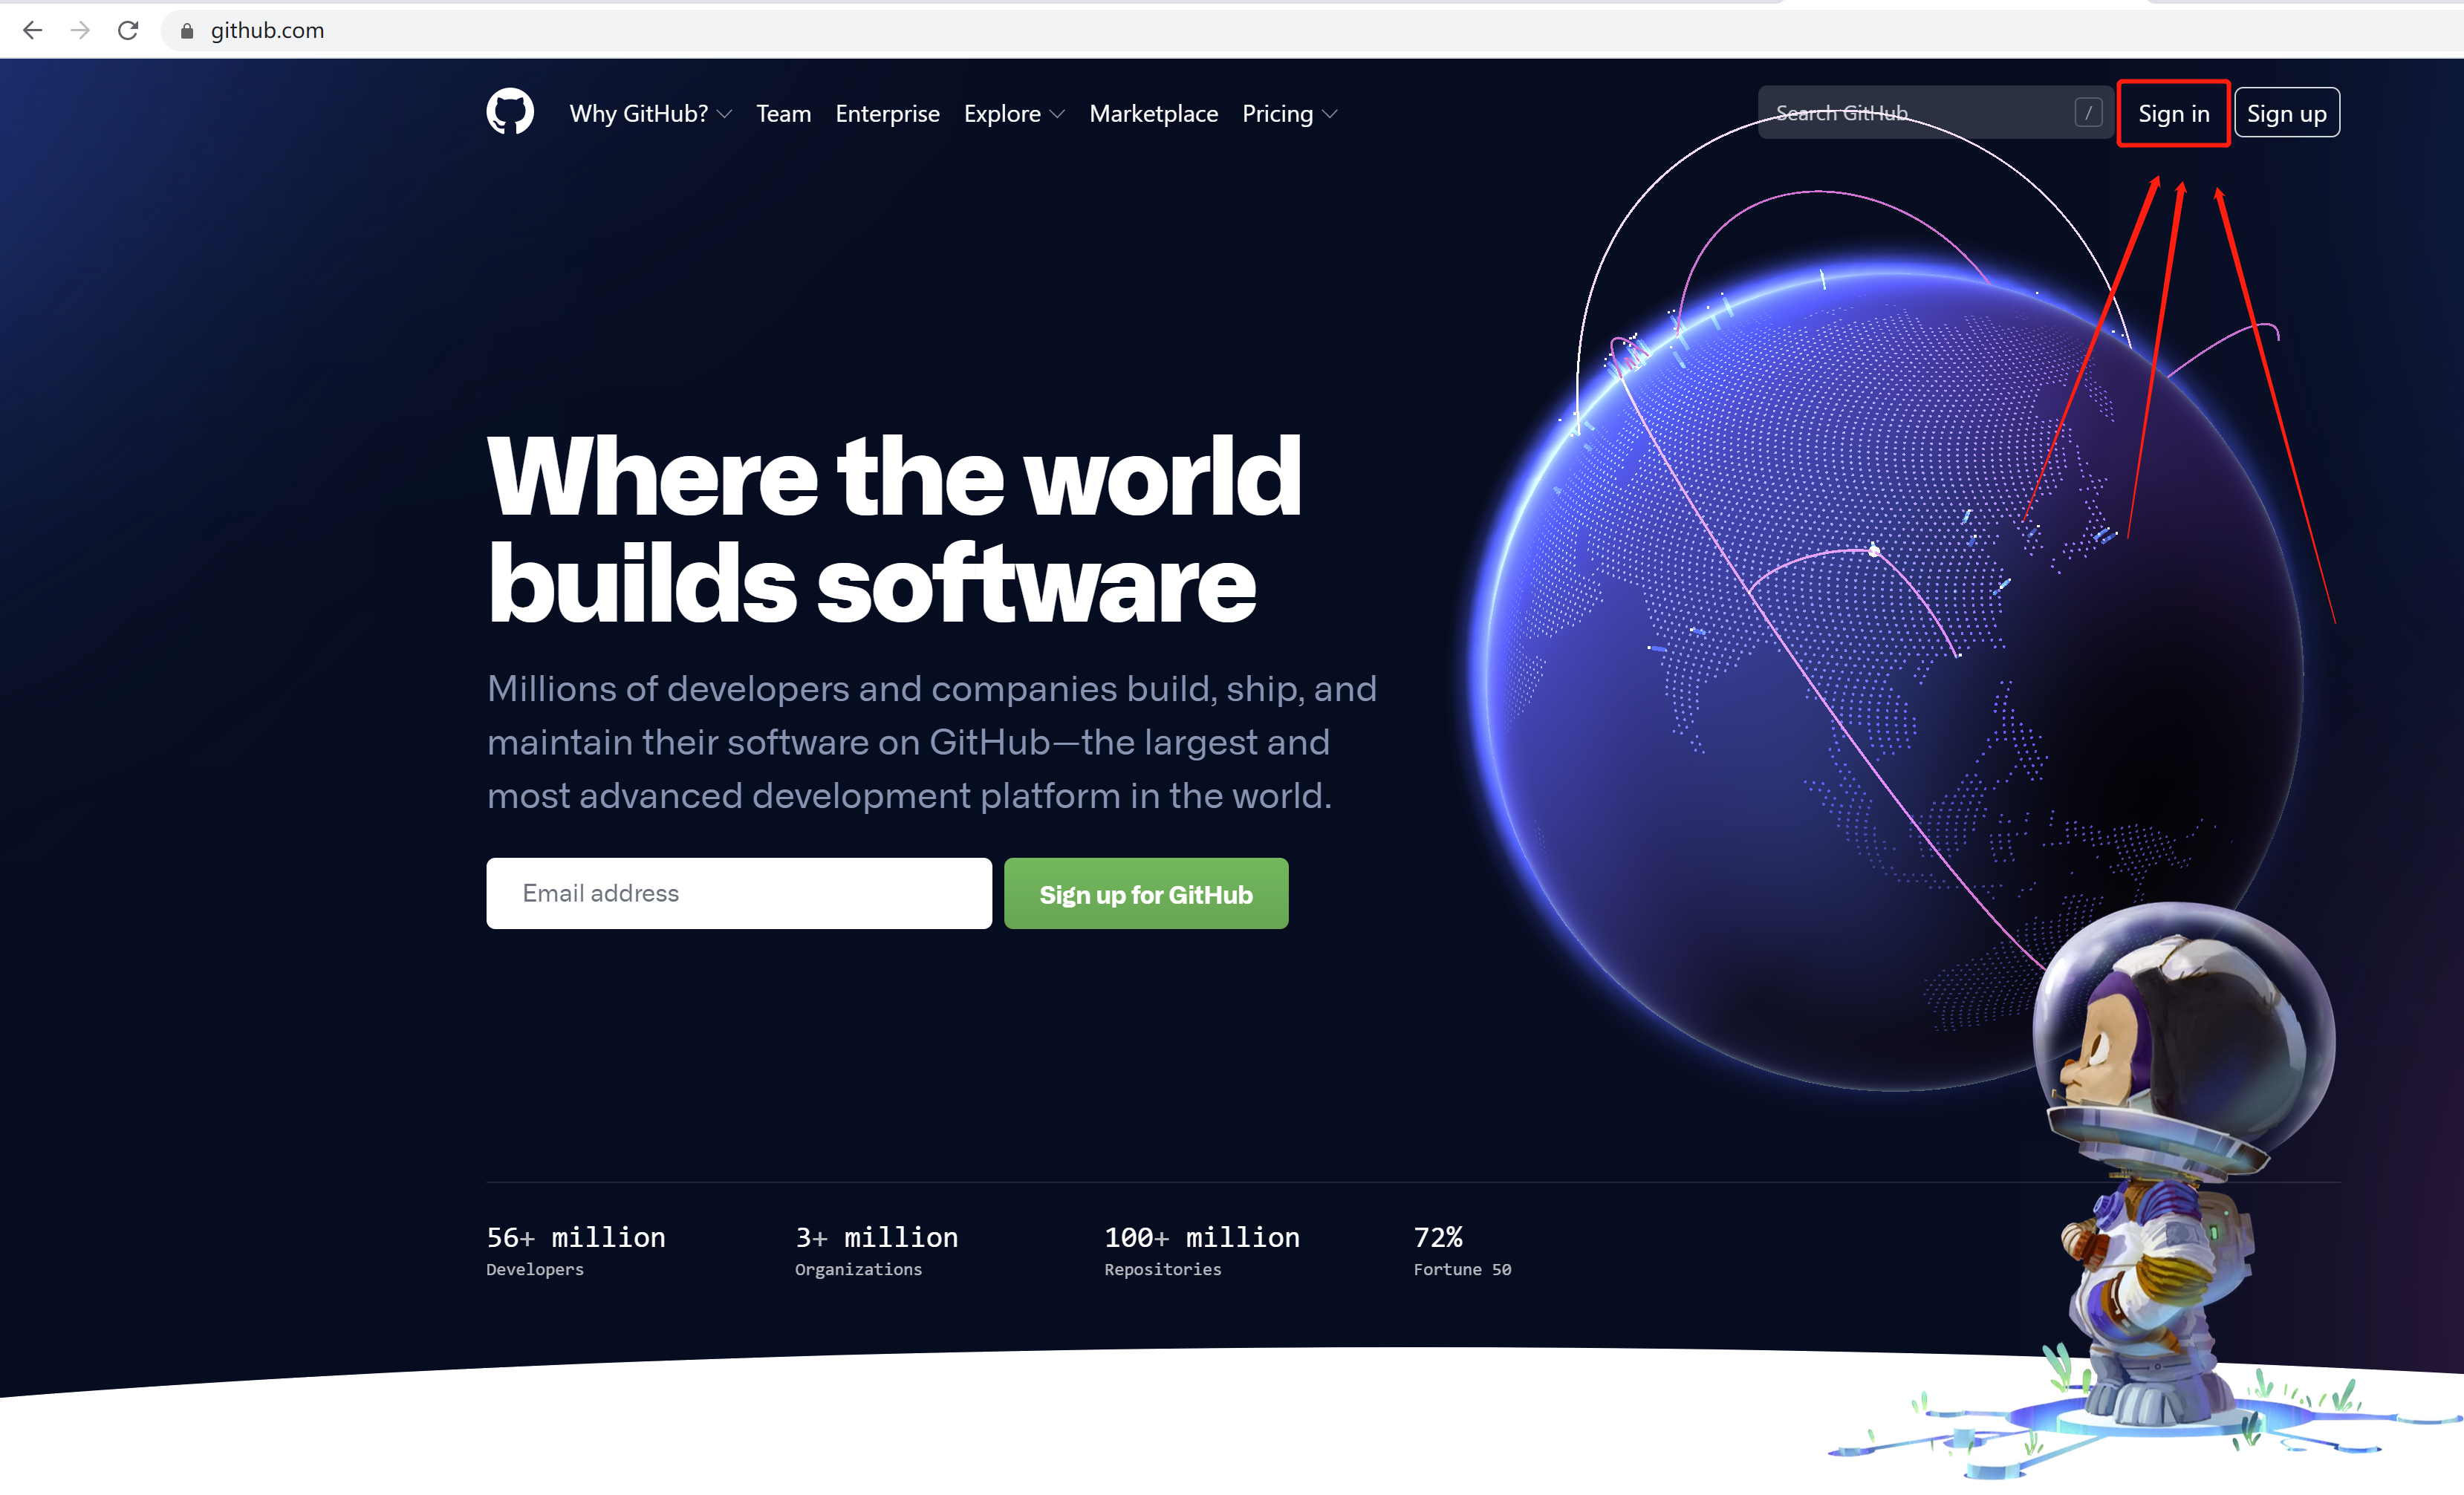 github.com
Why GitHub? Team Enterprise Explore Marketplace Pricing Search GitHub / Sign in Sign up
Where the world
builds software
Millions of developers and companies build, ship, and
maintain their software on GitHub—the largest and
most advanced development platform in the world.
Email address Sign up for GitHub
56+ million 3+ million 100+ million 72%
Developers Organizations Repositories Fortune 50